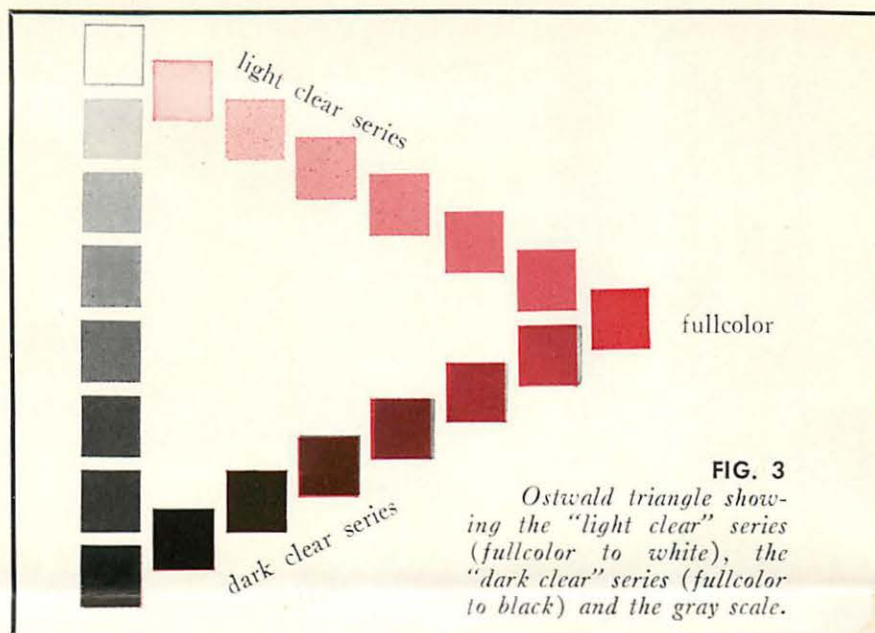 light clear series
fullcolor
dark clear series
FIG. 3
Ostwald triangle show-
ing the "light clear" series
(fullcolor to white), the
"dark clear" series (fullcolor
to black) and the gray scale.